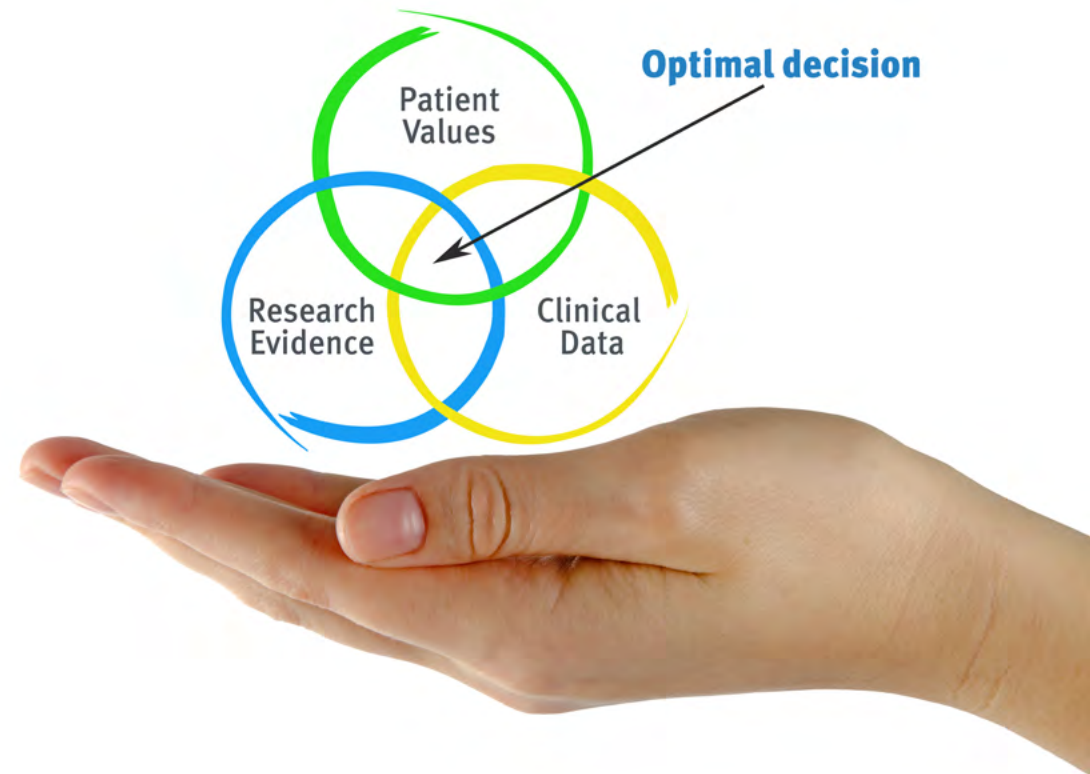 Optimal decision
Patient
Values
Research
Evidence
Clinical
Data